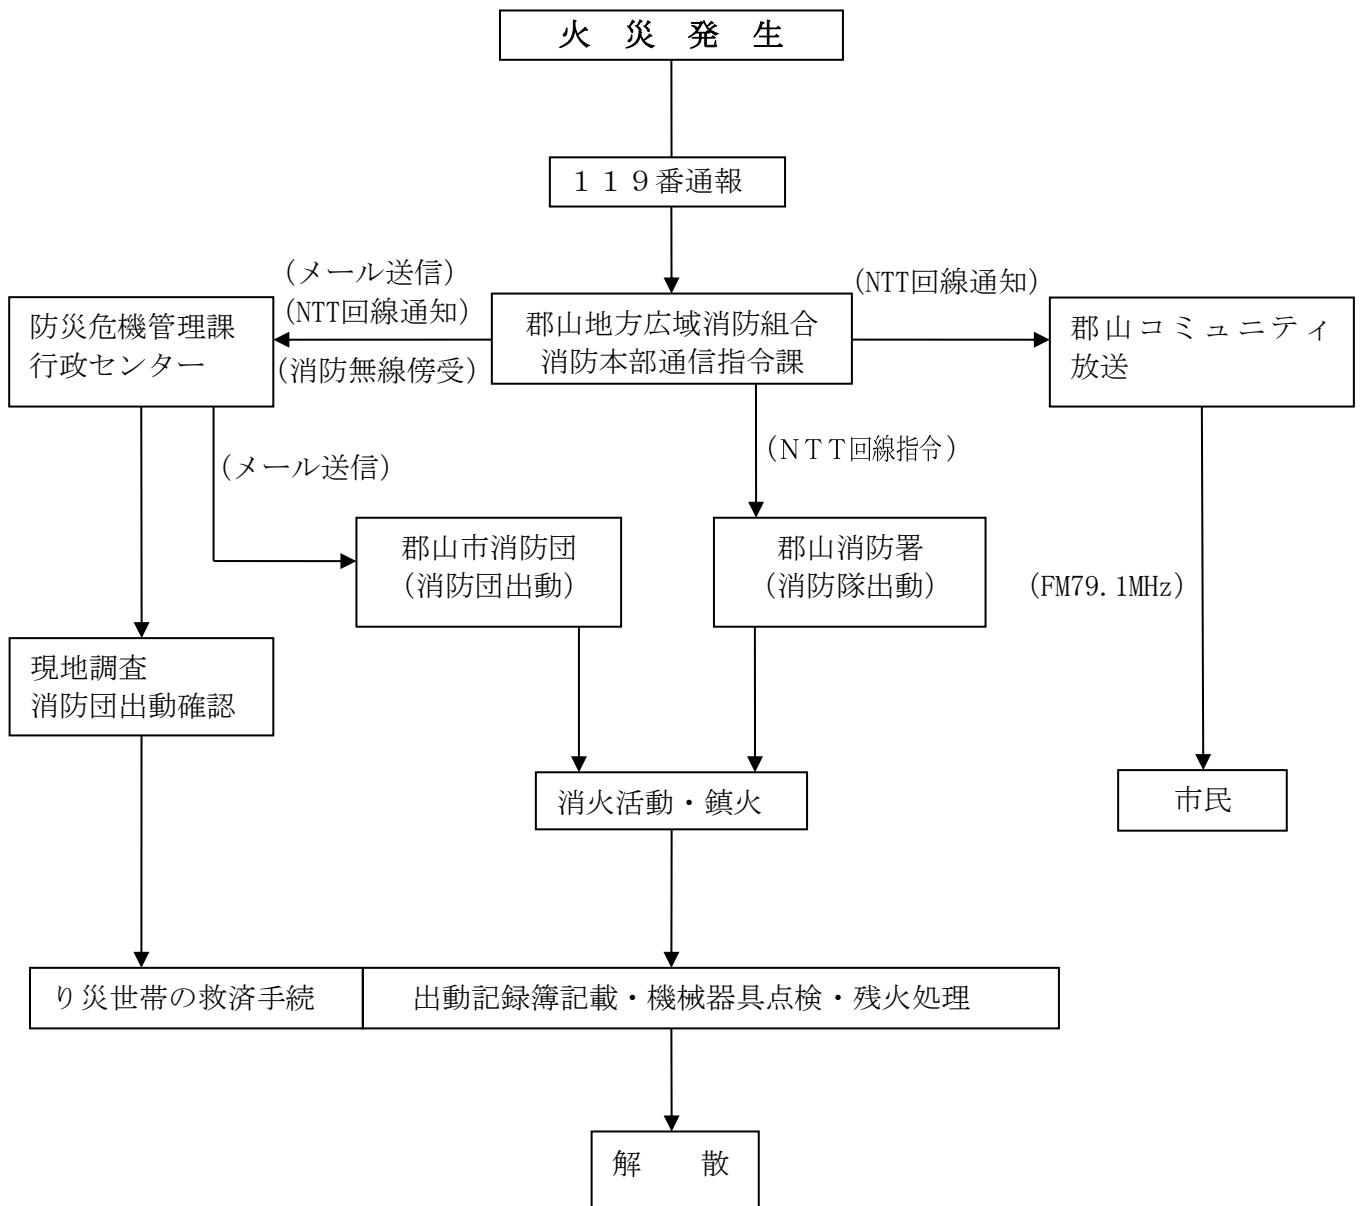 火　災　発　生
１１９番通報
(メール送信)
(NTT回線通知)
(消防無線傍受)
(NTT回線通知)
防災危機管理課
行政センター
郡山地方広域消防組合
消防本部通信指令課
郡山コミュニティ
放送
(メール送信)
(ＮＴＴ回線指令)
郡山市消防団
(消防団出動)
郡山消防署
(消防隊出動)
(FM79.1MHz)
現地調査
消防団出動確認
消火活動・鎮火
市民
り災世帯の救済手続
出動記録簿記載・機械器具点検・残火処理
解　　散